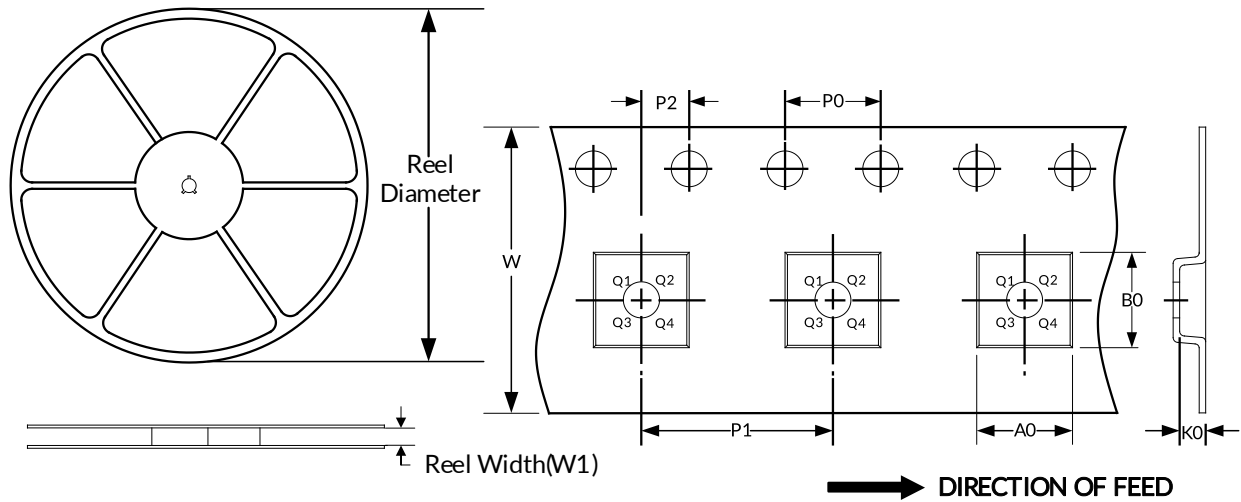 P2
P0
Reel
Diameter
W
Q1 Q2
Q3 Q4
Q1 Q2
Q3 Q4
Q1 Q2
Q3 Q4
B0
P1
A0
K0
Reel Width(W1)
DIRECTION OF FEED